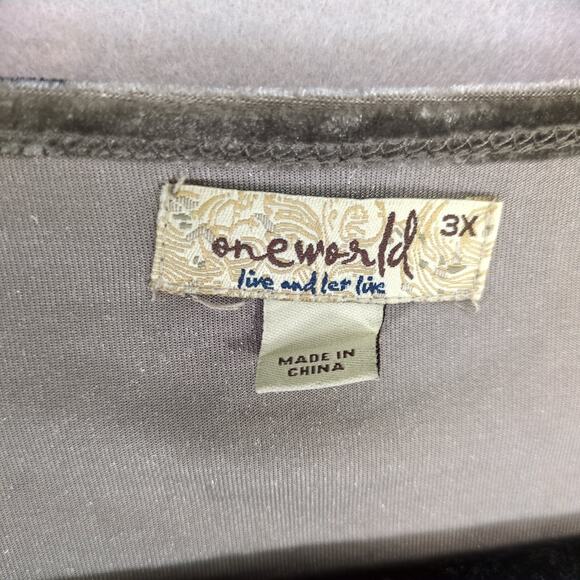 oneworld 3X
live and let live
MADE IN
CHINA